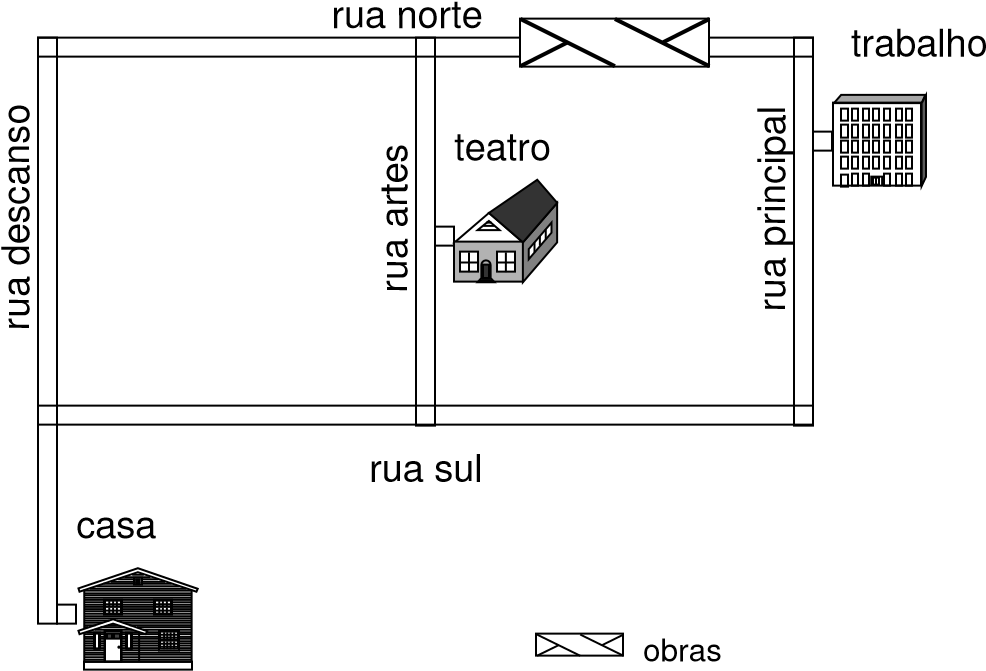 rua norte
trabalho
rua descanso
rua artes
teatro
rua principal
rua sul
casa
obras